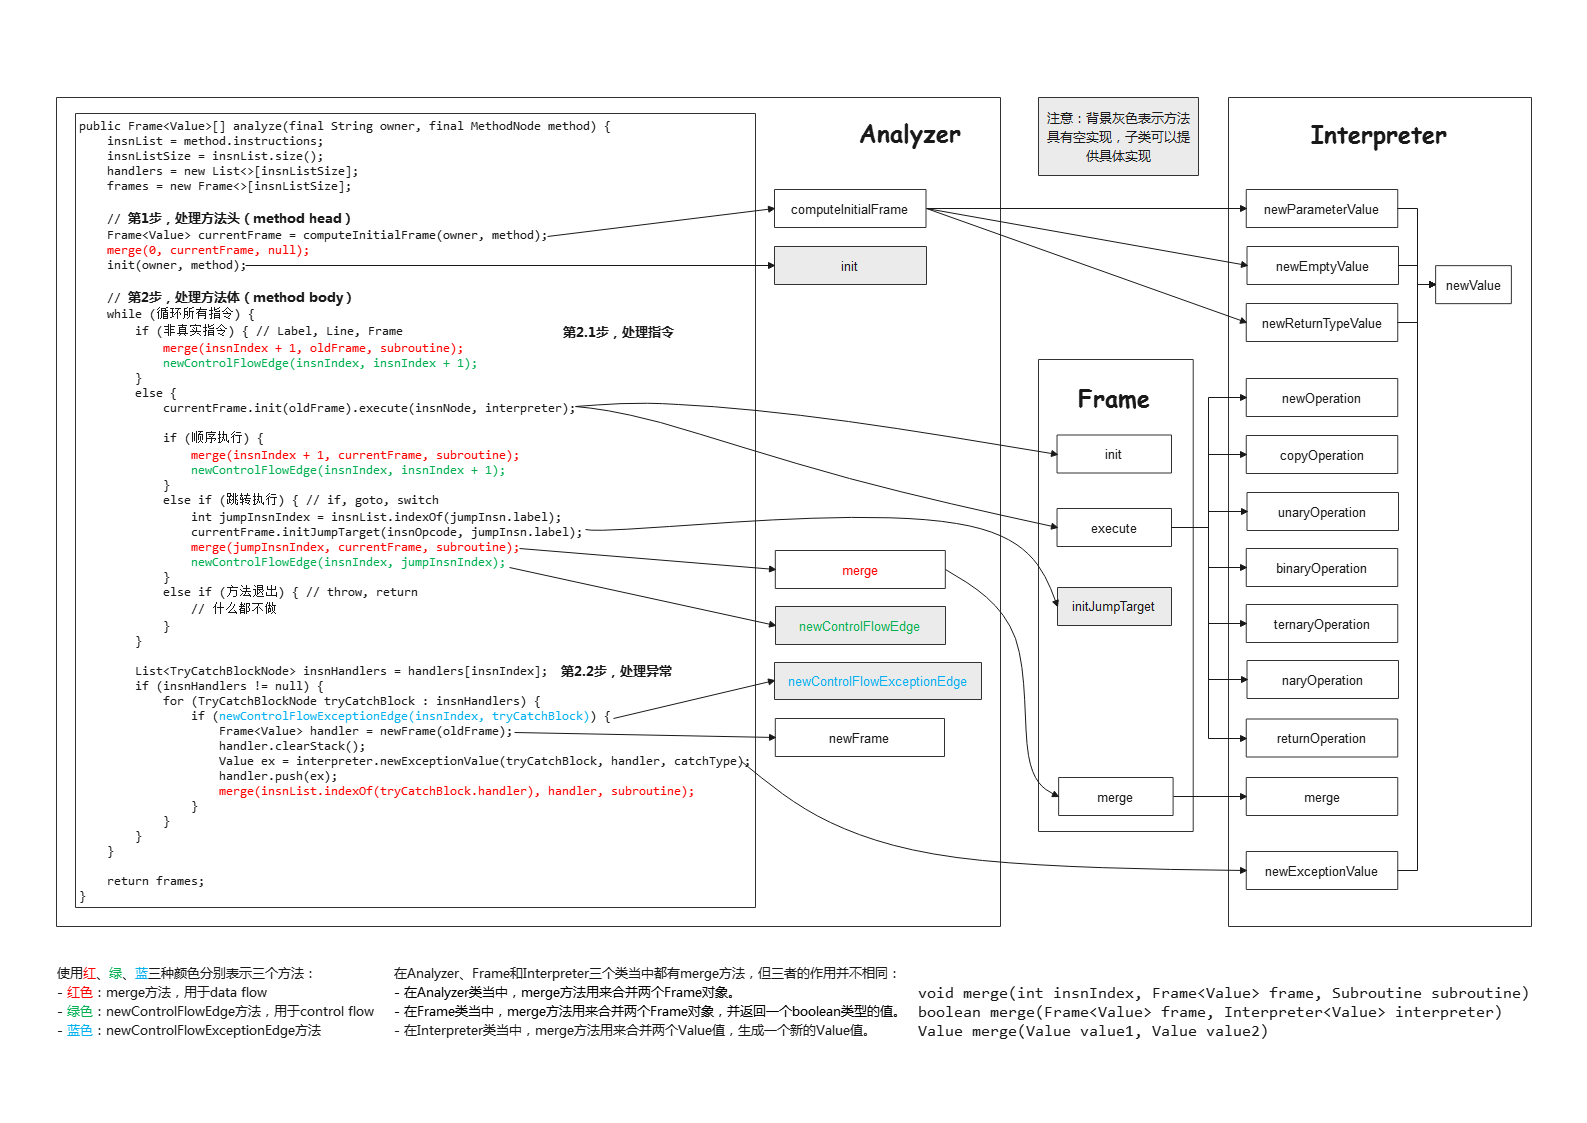 public Frame<Value>[] analyze(final String owner, final MethodNode method) {
    insnList = method.instructions;
    insnListSize = insnList.size();
    handlers = new List<>[insnListSize];
    frames = new Frame<>[insnListSize];
    // 第1步，处理方法头（method head）
    Frame<Value> currentFrame = computeInitialFrame(owner, method);
    merge(0, currentFrame, null);
    init(owner, method);
    // 第2步，处理方法体（method body）
    while (循环所有指令) {
        if (非真实指令) { // Label, Line, Frame
第2.1步，处理指令
            merge(insnIndex + 1, oldFrame, subroutine);
            newControlFlowEdge(insnIndex, insnIndex + 1);
        }
        else {
            currentFrame.init(oldFrame).execute(insnNode, interpreter);
            if (顺序执行) {
                merge(insnIndex + 1, currentFrame, subroutine);
                newControlFlowEdge(insnIndex, insnIndex + 1);
            }
            else if (跳转执行) { // if, goto, switch
                int jumpInsnIndex = insnList.indexOf(jumpInsn.label);
                currentFrame.initJumpTarget(insnOpcode, jumpInsn.label);
                merge(jumpInsnIndex, currentFrame, subroutine);
                newControlFlowEdge(insnIndex, jumpInsnIndex);
            }
            else if (方法退出) { // throw, return
                // 什么都不做
            }
        }
        List<TryCatchBlockNode> insnHandlers = handlers[insnIndex];
第2.2步，处理异常
        if (insnHandlers != null) {
            for (TryCatchBlockNode tryCatchBlock : insnHandlers) {
                if (newControlFlowExceptionEdge(insnIndex, tryCatchBlock)) {
                    Frame<Value> handler = newFrame(oldFrame);
                    handler.clearStack();
                    Value ex = interpreter.newExceptionValue(tryCatchBlock, handler, catchType);
                    handler.push(ex);
                    merge(insnList.indexOf(tryCatchBlock.handler), handler, subroutine);
                }
            }
        }
    }
    return frames;
}
Analyzer
computeInitialFrame
init
merge
newControlFlowEdge
newControlFlowExceptionEdge
newFrame
注意：背景灰色表示方法
具有空实现，子类可以提
供具体实现
Frame
init
execute
initJumpTarget
merge
Interpreter
newParameterValue
newEmptyValue
newReturnTypeValue
newValue
newOperation
copyOperation
unaryOperation
binaryOperation
ternaryOperation
naryOperation
returnOperation
merge
newExceptionValue
使用红、绿、蓝三种颜色分别表示三个方法：
- 红色：merge方法，用于data flow
- 绿色：newControlFlowEdge方法，用于control flow
- 蓝色：newControlFlowExceptionEdge方法
在Analyzer、Frame和Interpreter三个类当中都有merge方法，但三者的作用并不相同：
- 在Analyzer类当中，merge方法用来合并两个Frame对象。
- 在Frame类当中，merge方法用来合并两个Frame对象，并返回一个boolean类型的值。
- 在Interpreter类当中，merge方法用来合并两个Value值，生成一个新的Value值。
void merge(int insnIndex, Frame<Value> frame, Subroutine subroutine)
boolean merge(Frame<Value> frame, Interpreter<Value> interpreter)
Value merge(Value value1, Value value2)